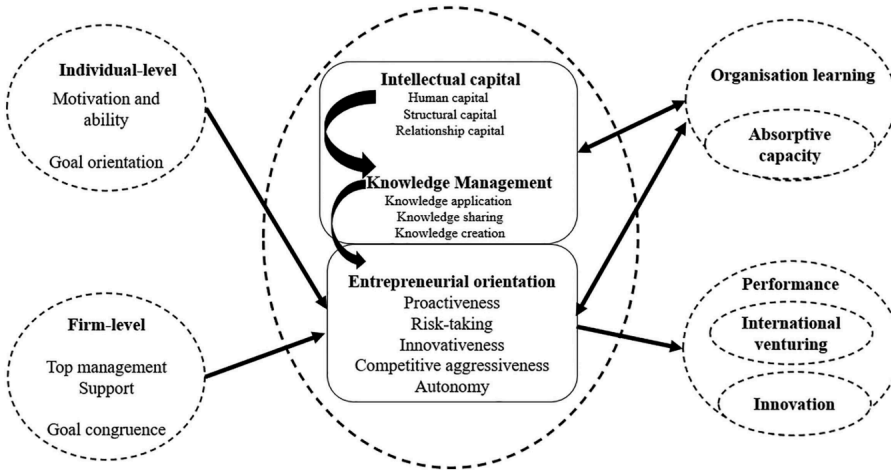 Individual-level
Motivation and
ability
Goal orientation
Firm-level
Top management
Support
Goal congruence
Intellectual capital
Human capital
Structural capital
Relationship capital
Knowledge Management
Knowledge application
Knowledge sharing
Knowledge creation
Entrepreneurial orientation
Proactiveness
Risk-taking
Innovativeness
Competitive aggressiveness
Autonomy
Organisation learning
Absorptive
capacity
Performance
International
venturing
Innovation